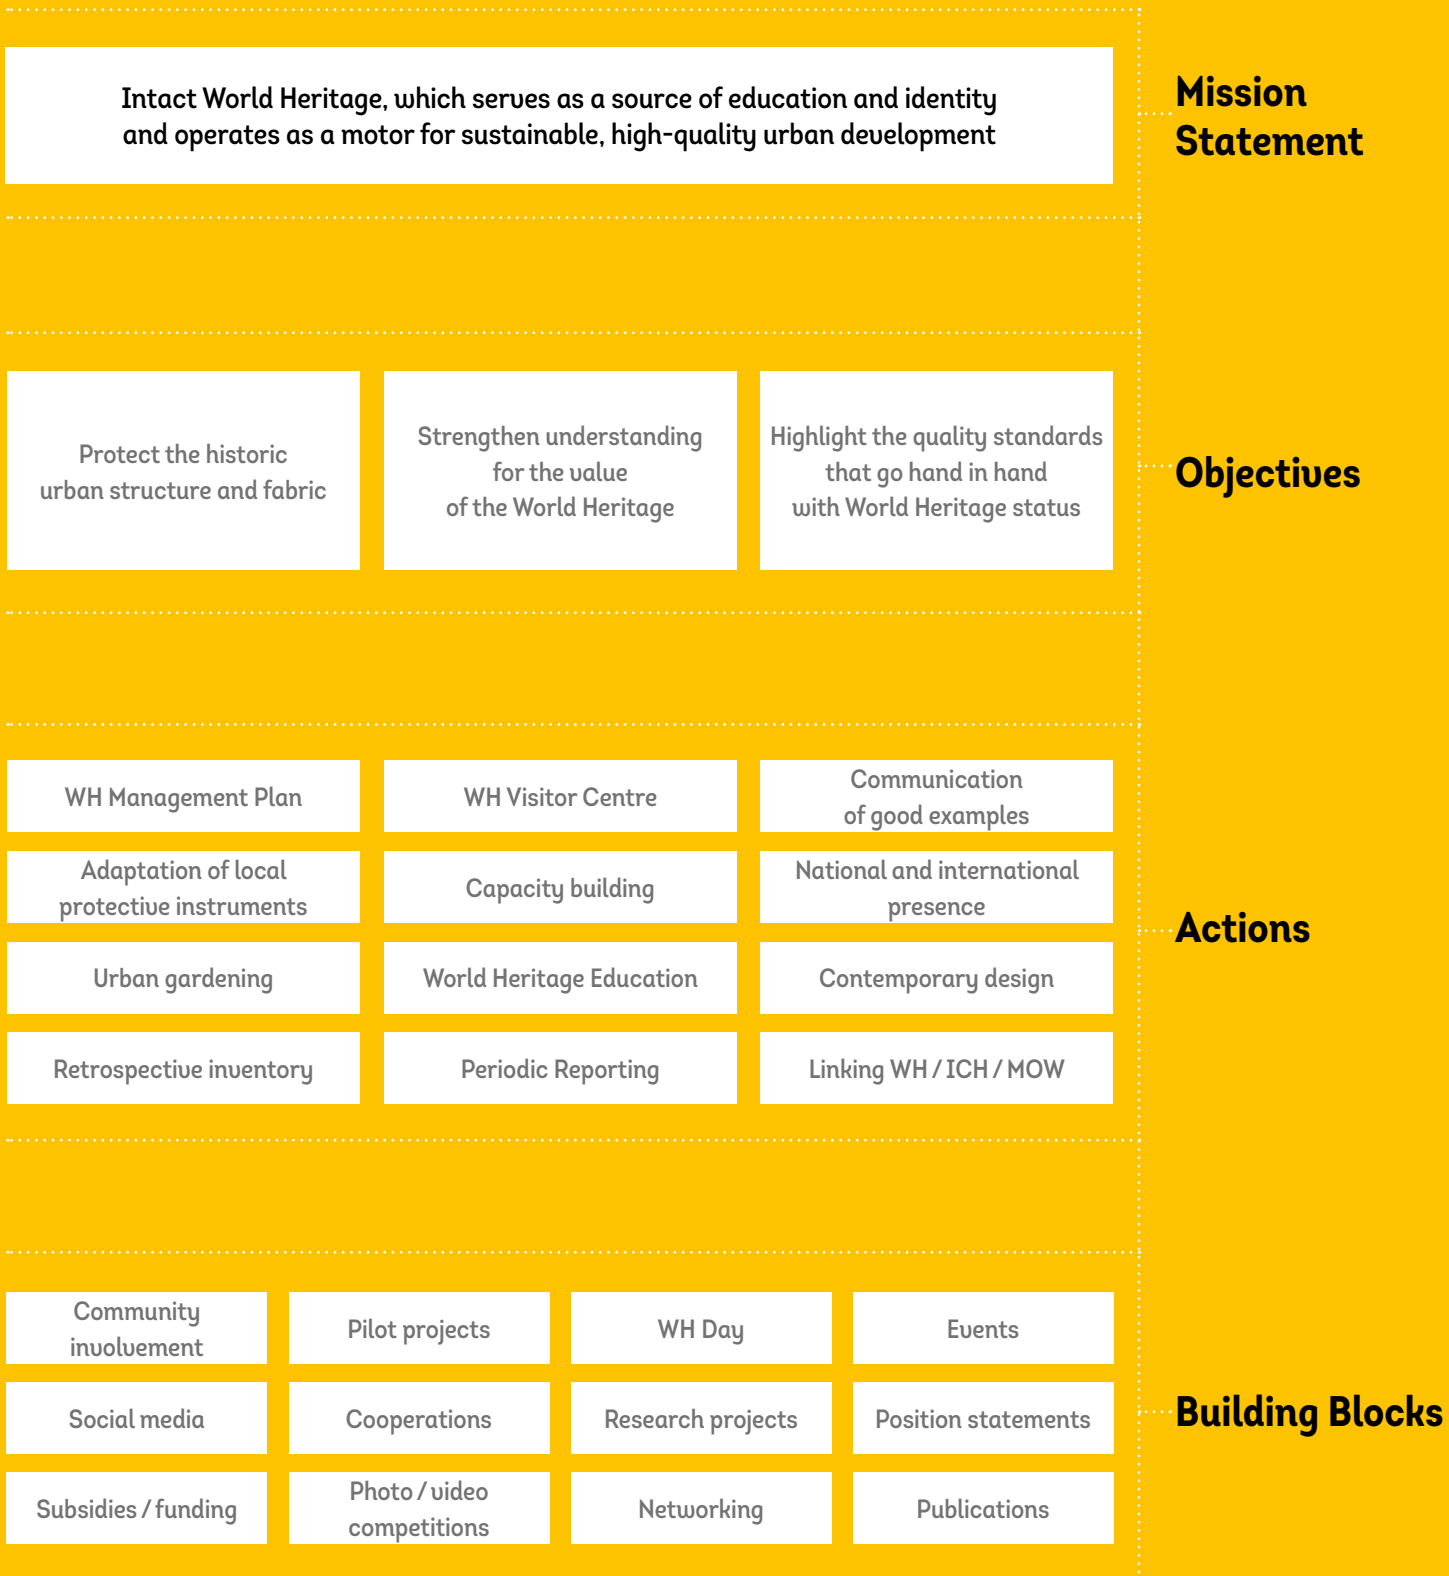 Intact World Heritage, which serves as a source of education and identity
and operates as a motor for sustainable, high-quality urban development
Mission
Statement
Protect the historic
urban structure and fabric
Strengthen understanding
for the value
of the World Heritage
Highlight the quality standards
that go hand in hand
with World Heritage status
Objectives
WH Management Plan
WH Visitor Centre
Communication
of good examples
Adaptation of local
protective instruments
Capacity building
National and international
presence
Urban gardening
World Heritage Education
Contemporary design
Retrospective inventory
Periodic Reporting
Linking WH / ICH / MOW
Actions
Community
involvement
Pilot projects
WH Day
Events
Social media
Cooperations
Research projects
Position statements
Subsidies / funding
Photo / video
competitions
Networking
Publications
Building Blocks